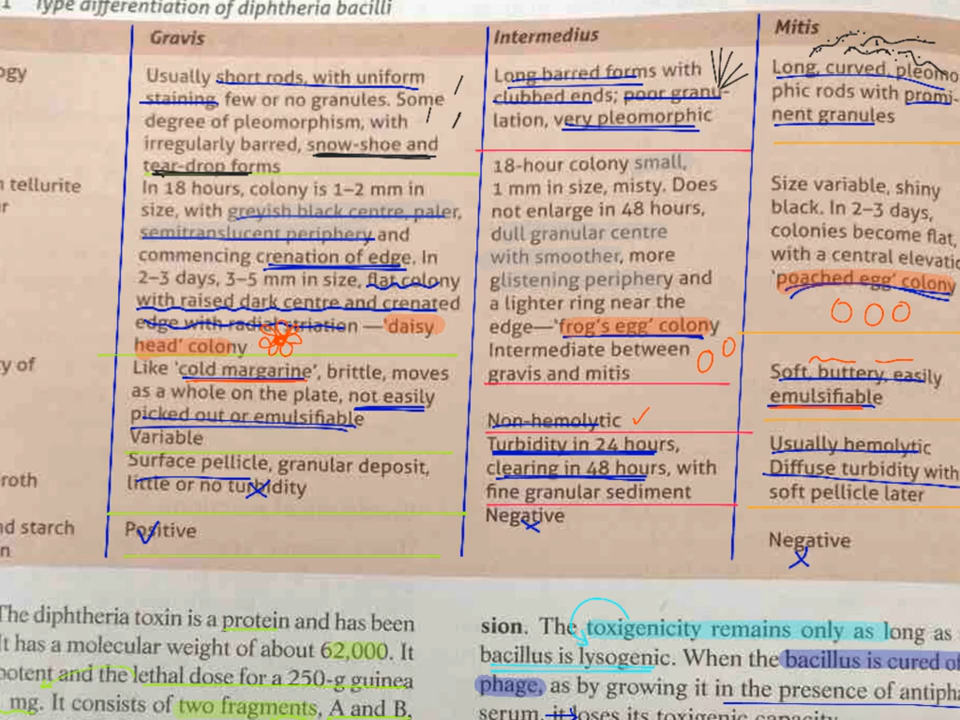 Type differentiation of diphtheria bacilli
Gravis
Usually short rods, with uniform
staining, few or no granules. Some
degree of pleomorphism, with
irregularly barred, snow-shoe and
tear-drop forms
In 18 hours, colony is 1–2 mm in
size, with greyish black centre, paler,
semitranslucent periphery and
commencing crenation of edge. In
2–3 days, 3–5 mm in size, flat colony
with raised dark centre and crenated
edge with radial striation —'daisy
head' colony
Like 'cold margarine', brittle, moves
as a whole on the plate, not easily
picked out or emulsifiable
Variable
Surface pellicle, granular deposit,
little or no turbidity
Positive
Intermedius
Long barred forms with
clubbed ends; poor granu-
lation, very pleomorphic
18-hour colony small,
1 mm in size, misty. Does
not enlarge in 48 hours,
dull granular centre
with smoother, more
glistening periphery and
a lighter ring near the
edge—'frog's egg' colony
Intermediate between
gravis and mitis
Non-hemolytic
Turbidity in 24 hours,
clearing in 48 hours, with
fine granular sediment
Negative
Mitis
Long, curved, pleomo
phic rods with promi-
nent granules
Size variable, shiny
black. In 2–3 days,
colonies become flat,
with a central elevatio
'poached egg' colony
Soft, buttery, easily
emulsifiable
Usually hemolytic
Diffuse turbidity with
soft pellicle later
Negative
ogy
tellurite
r
y of
roth
d starch
n
The diphtheria toxin is a protein and has been
It has a molecular weight of about 62,000. It
potent and the lethal dose for a 250-g guinea
mg. It consists of two fragments, A and B,
sion. The toxigenicity remains only as long as
bacillus is lysogenic. When the bacillus is cured of
phage, as by growing it in the presence of antipha
serum, it loses its toxigenic capacity.